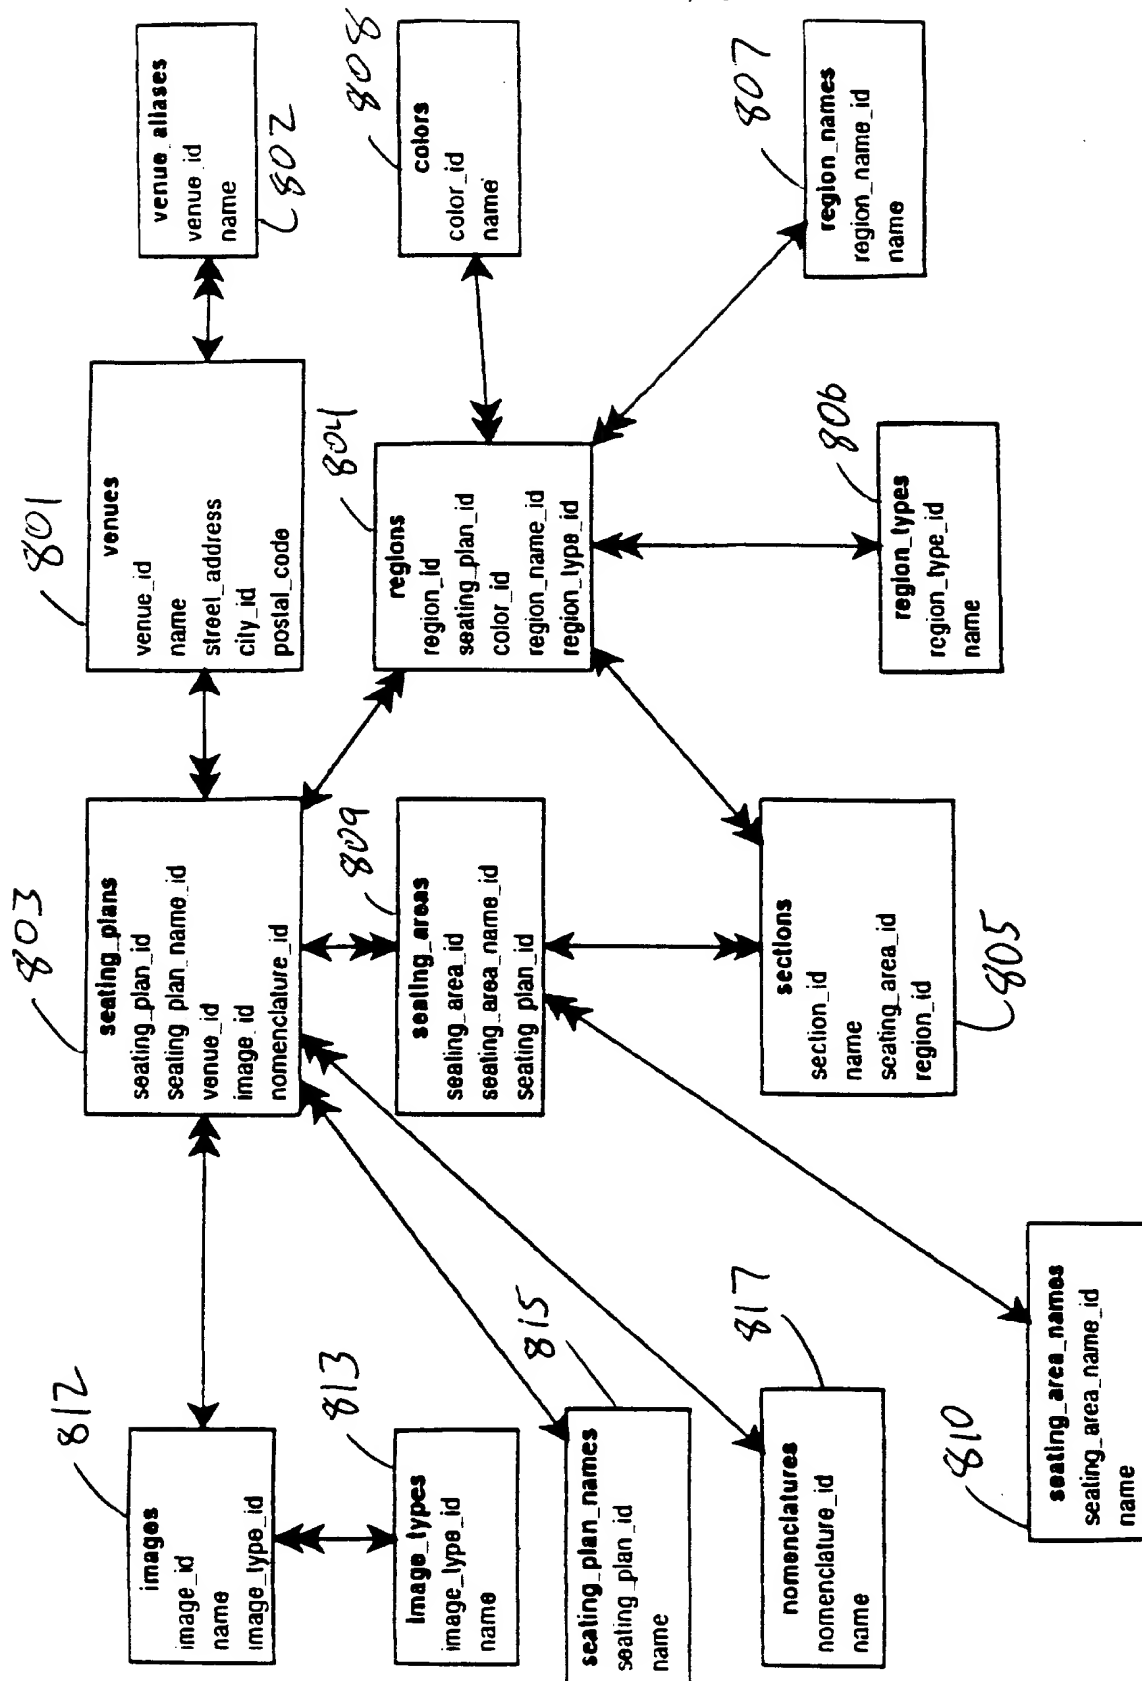 812
images
image_id
name
image_type_id
813
image_types
image_type_id
name
815
seating_plan_names
seating_plan_id
name
817
nomenclatures
nomenclature_id
name
810
seating_area_names
seating_area_name_id
name
803
seating_plans
seating_plan_id
seating_plan_name_id
venue_id
image_id
nomenclature_id
809
seating_areas
seating_area_id
seating_area_name_id
seating_plan_id
sections
section_id
name
seating_area_id
region_id
805
801
venues
venue_id
name
street_address
city_id
postal_code
804
regions
region_id
seating_plan_id
color_id
region_name_id
region_type_id
806
region_types
region_type_id
name
venue_aliases
venue_id
name
802
808
colors
color_id
name
807
region_names
region_name_id
name